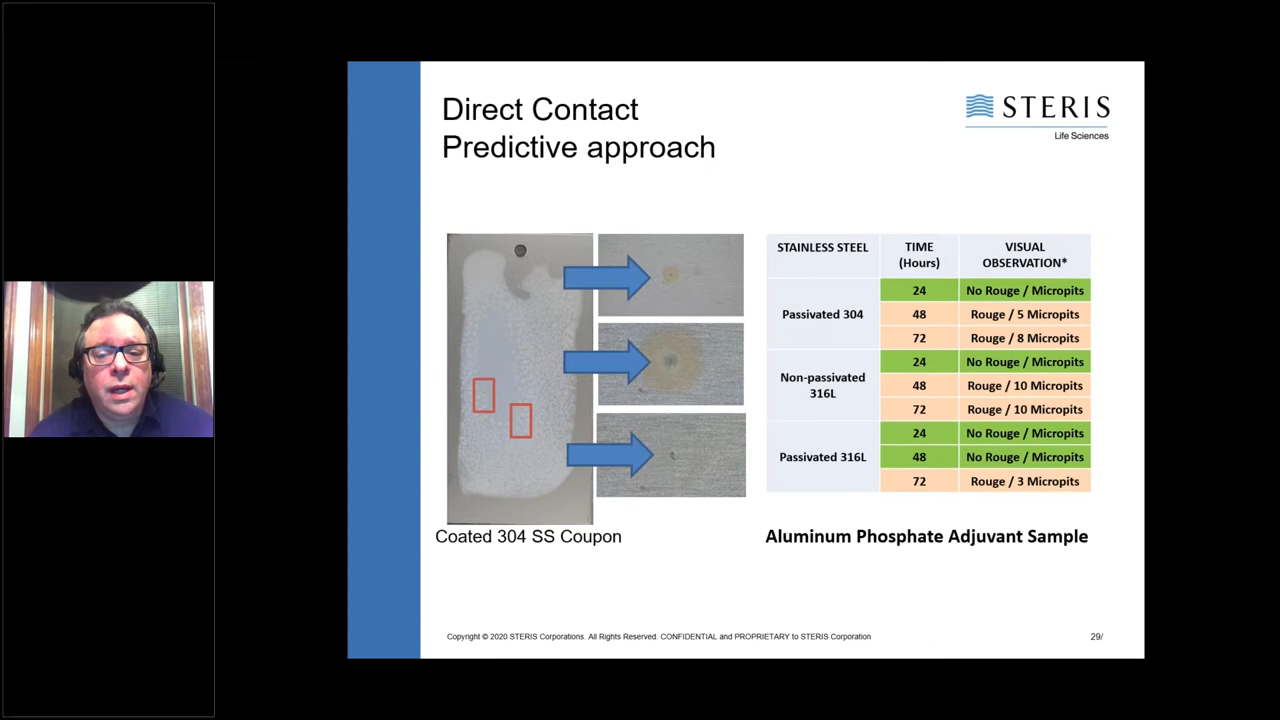 Direct Contact
Predictive approach
STERIS
Life Sciences
STAINLESS STEEL TIME (Hours) VISUAL OBSERVATION*
Passivated 304 24 No Rouge / Micropits
48 Rouge / 5 Micropits
72 Rouge / 8 Micropits
Non-passivated 316L 24 No Rouge / Micropits
48 Rouge / 10 Micropits
72 Rouge / 10 Micropits
Passivated 316L 24 No Rouge / Micropits
48 No Rouge / Micropits
72 Rouge / 3 Micropits
Coated 304 SS Coupon
Aluminum Phosphate Adjuvant Sample
Copyright © 2020 STERIS Corporations. All Rights Reserved. CONFIDENTIAL and PROPRIETARY to STERIS Corporation
29/